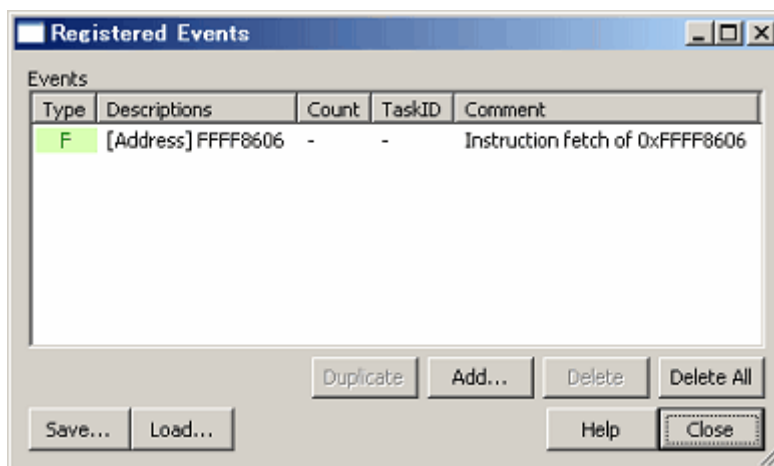 Registered Events
Events
Type Descriptions Count TaskID Comment
F [Address] FFFF8606 - - Instruction fetch of 0xFFFF8606
Duplicate Add... Delete Delete All
Save... Load... Help Close